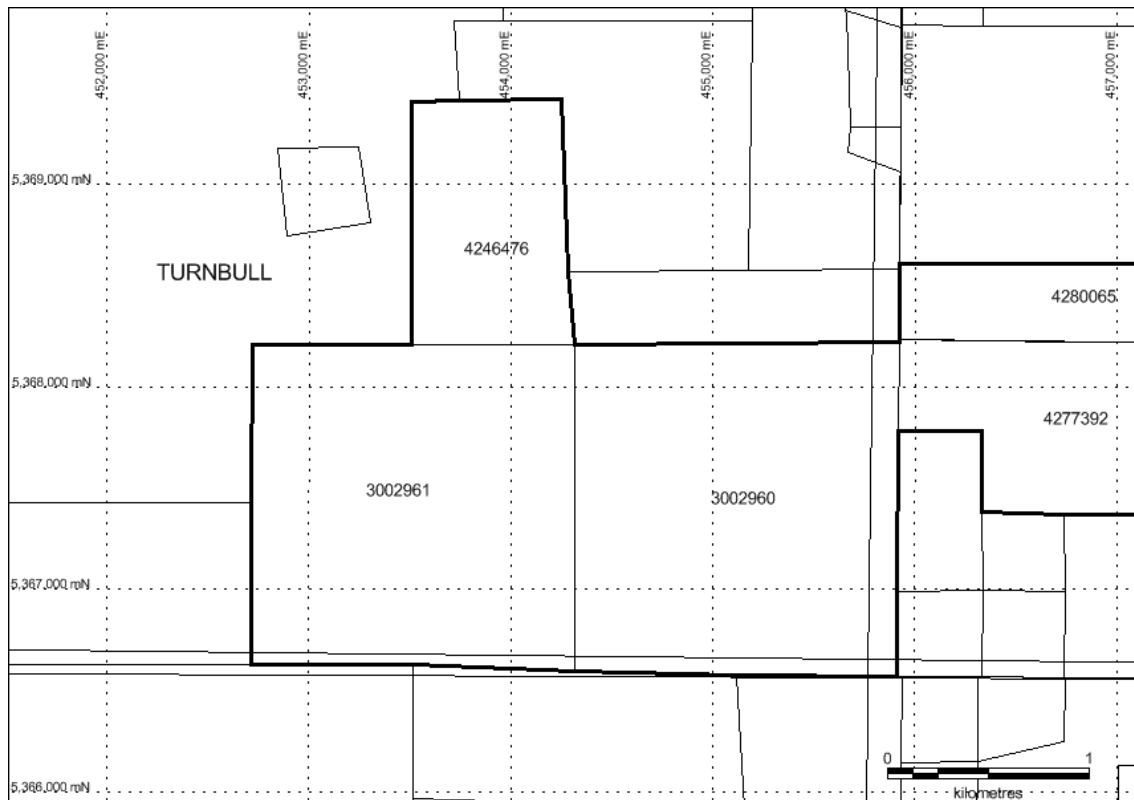 452,000 mE
453,000 mE
454,000 mE
455,000 mE
456,000 mE
457,000 mE
5,369,000 mN
4246476
TURNBULL
4280065
5,368,000 mN
4277392
3002961
3002960
5,367,000 mN
0 1
kilometres
5,366,000 mN